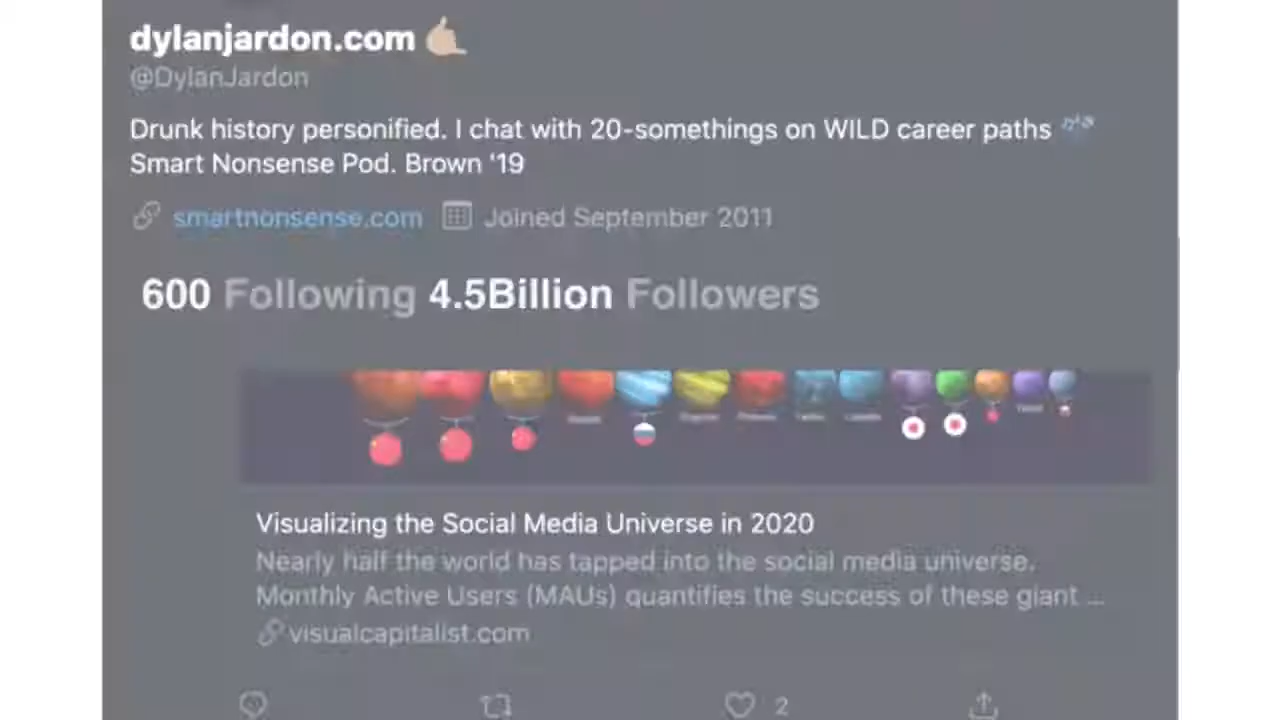 dylanjardon.com
@DylanJardon
Drunk history personified. I chat with 20-somethings on WILD career paths
Smart Nonsense Pod. Brown '19
smartnonsense.com Joined September 2011
600 Following 4.5Billion Followers
Visualizing the Social Media Universe in 2020
Nearly half the world has tapped into the social media universe.
Monthly Active Users (MAUs) quantifies the success of these giant ...
visualcapitalist.com
2